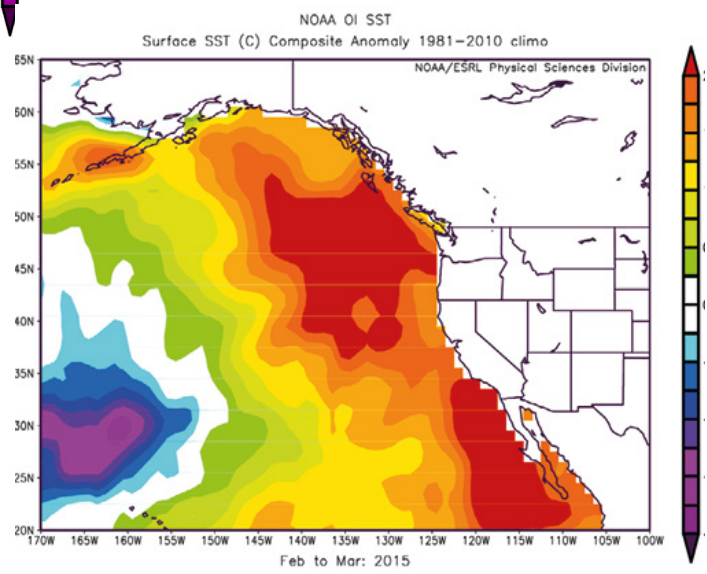 NOAA OI SST
Surface SST (C) Composite Anomaly 1981−2010 climo
NOAA/ESRL Physical Sciences Division
65N
60N
55N
50N
45N
40N
35N
30N
25N
20N
170W 165W 160W 155W 150W 145W 140W 135W 130W 125W 120W 115W 110W 105W 100W
Feb to Mar: 2015